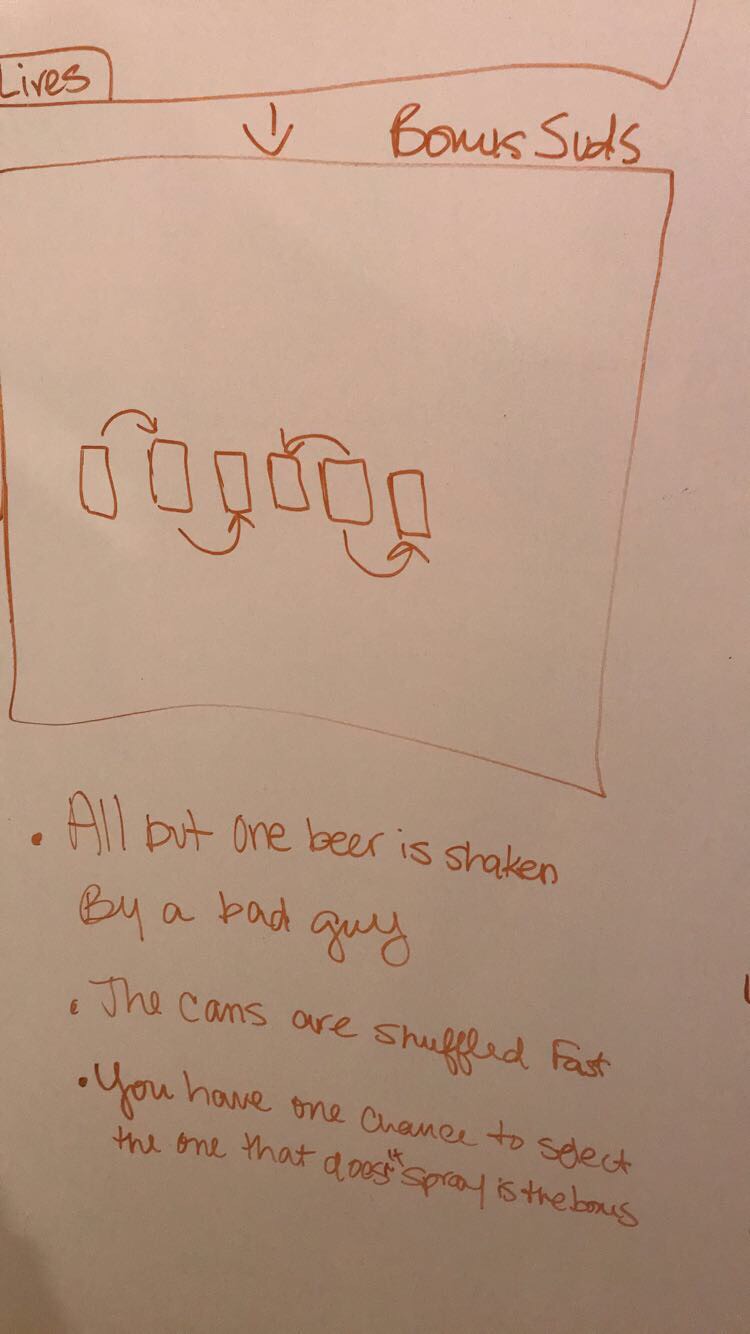 Lives
Bonus Suds
• All but one beer is shaken
By a bad guy
• The cans are shuffled Fast
• You have one chance to select
the one that does"t spray is the bonus